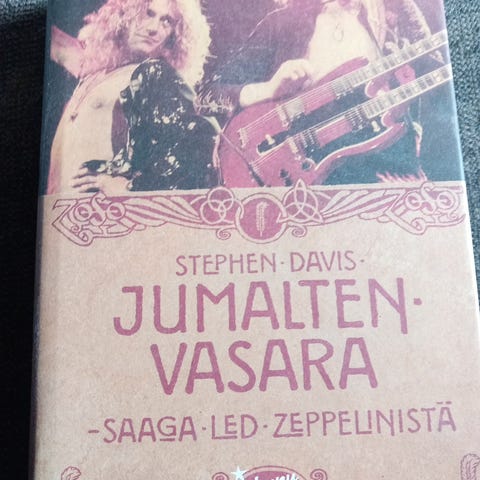 STEPHEN · DAVIS ·
JUMALTEN ·
VASARA
- SAAGA · LED · ZEPPELINISTÄ